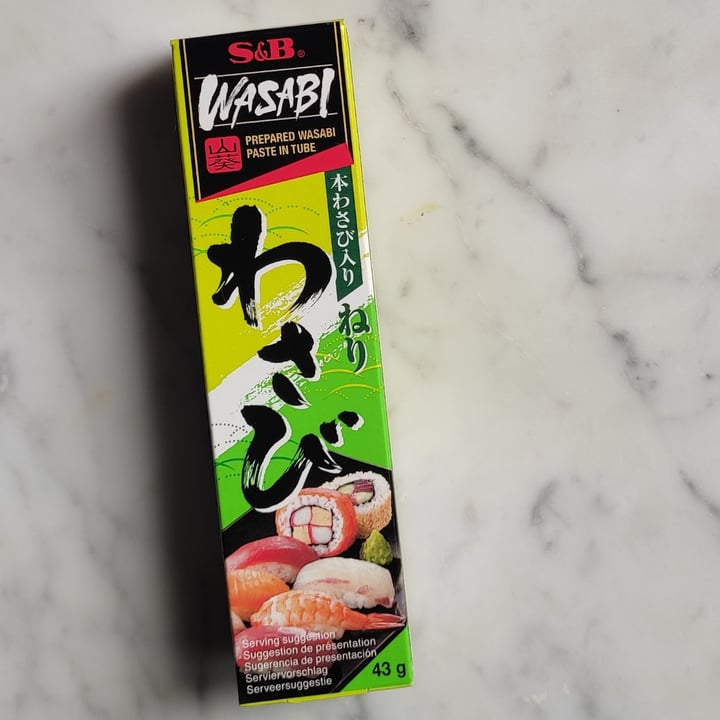 S&B®
WASABI
山葵
PREPARED WASABI
PASTE IN TUBE
本わさび入り
ねり
わさび
Serving suggestion
Suggestion de présentation
Sugerencia de presentación
Serviervorschlag
Serveersuggestie
43 g